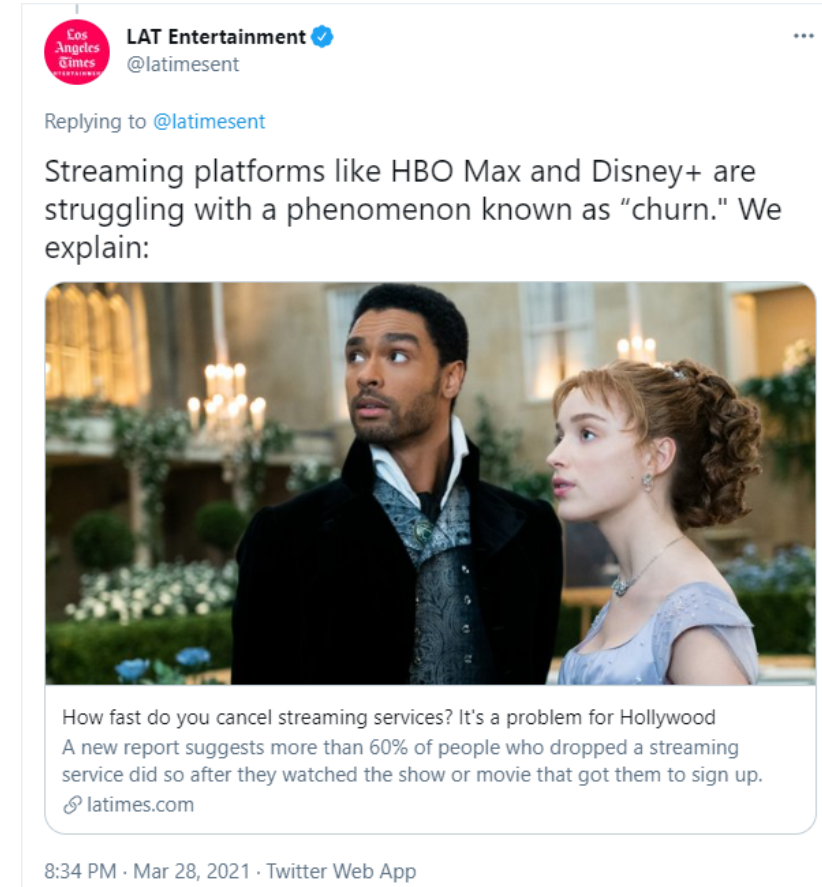 Los
Angeles
Times
ENTERTAINMENT
LAT Entertainment
@latimesent
Replying to @latimesent
Streaming platforms like HBO Max and Disney+ are
struggling with a phenomenon known as “churn." We
explain:
How fast do you cancel streaming services? It's a problem for Hollywood
A new report suggests more than 60% of people who dropped a streaming
service did so after they watched the show or movie that got them to sign up.
latimes.com
8:34 PM · Mar 28, 2021 · Twitter Web App